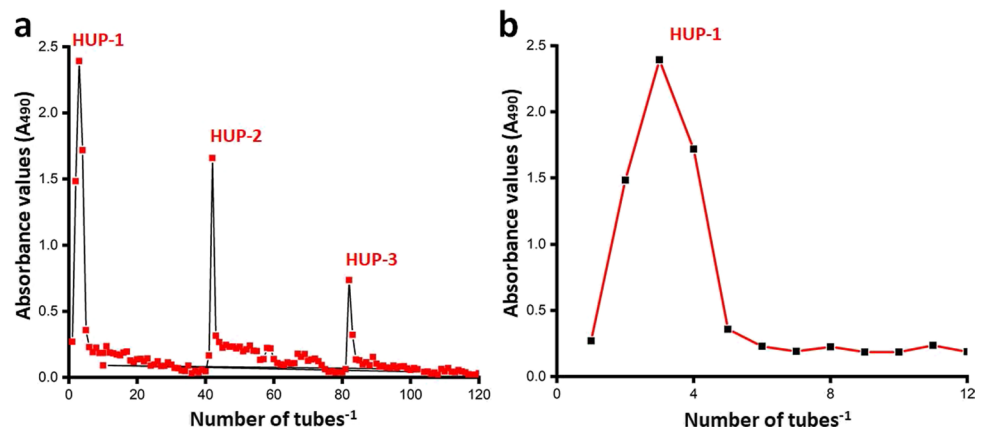 a
HUP-1
HUP-2
HUP-3
Absorbance values (A490)
2.5
2.0
1.5
1.0
0.5
0.0
0 20 40 60 80 100 120
Number of tubes-1
b
HUP-1
Absorbance values (A490)
2.5
2.0
1.5
1.0
0.5
0.0
0 4 8 12
Number of tubes-1